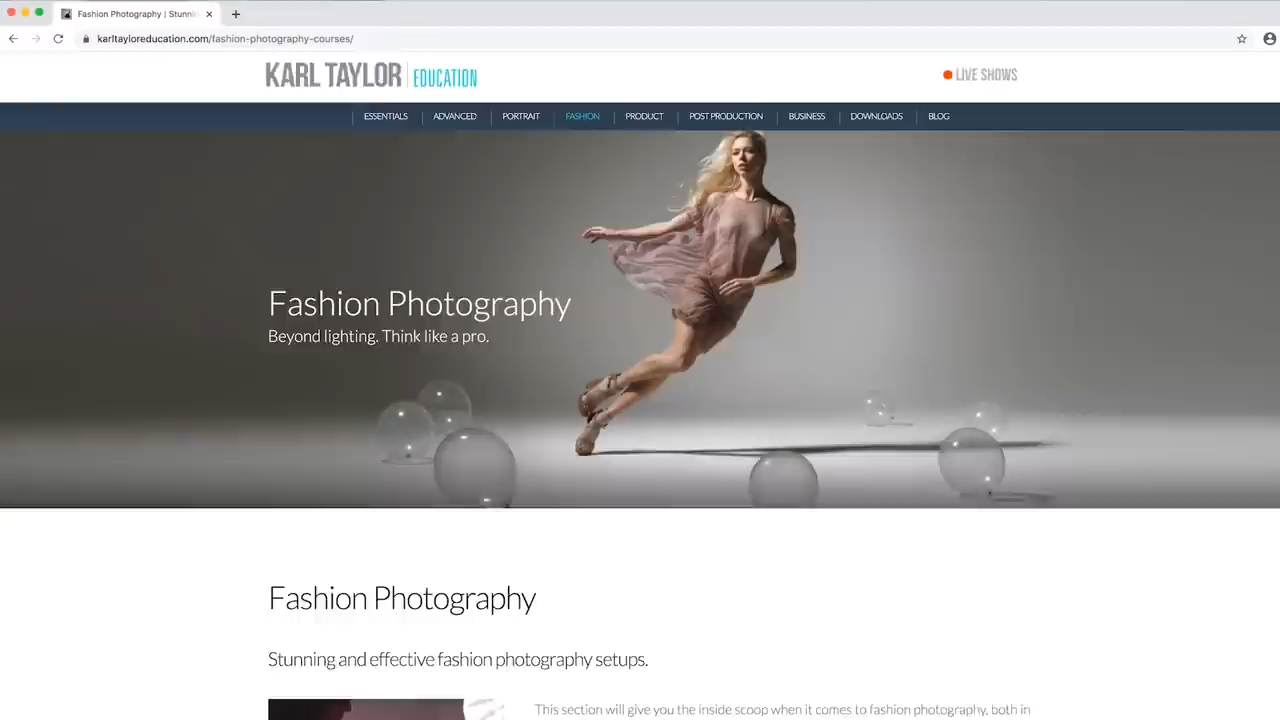 Fashion Photography | Stunni
karltayloreducation.com/fashion-photography-courses/
KARL TAYLOR EDUCATION
LIVE SHOWS
ESSENTIALS ADVANCED PORTRAIT FASHION PRODUCT POST PRODUCTION BUSINESS DOWNLOADS BLOG
Fashion Photography
Beyond lighting. Think like a pro.
Fashion Photography
Stunning and effective fashion photography setups.
This section will give you the inside scoop when it comes to fashion photography, both in